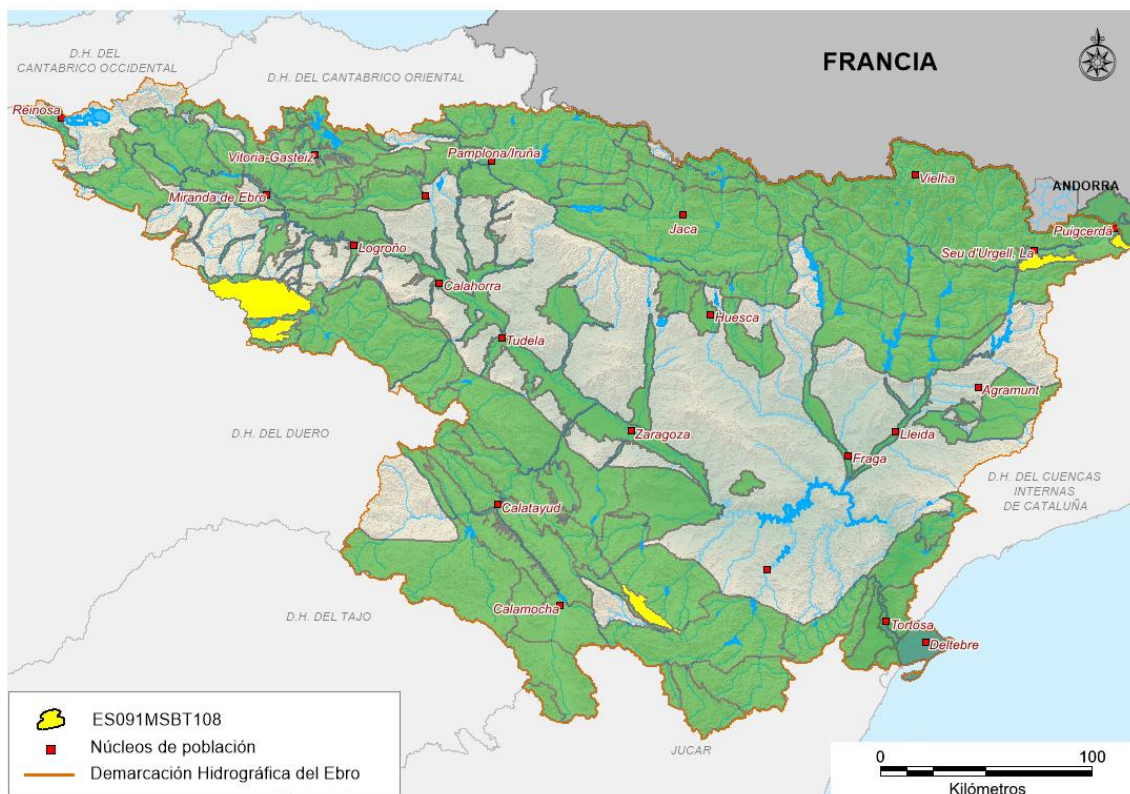 D.H. DEL
CANTABRICO OCCIDENTAL
D.H. DEL CANTABRICO ORIENTAL
FRANCIA
Reinosa
Vitoria-Gasteiz
Pamplona/Iruña
Vielha
ANDORRA
Miranda de Ebro
Jaca
Puigcerda
Seu d'Urgell, La
Logroño
Calahorra
Huesca
Tudela
Agramunt
D.H. DEL DUERO
Zaragoza
Lleida
Fraga
D.H. DEL CUENCAS
INTERNAS
DE CATALUÑA
Calatayud
D.H. DEL TAJO
Calamocha
Tortosa
Deltebre
JUCAR
ES091MSBT108
Núcleos de población
Demarcación Hidrográfica del Ebro
0 100
Kilómetros